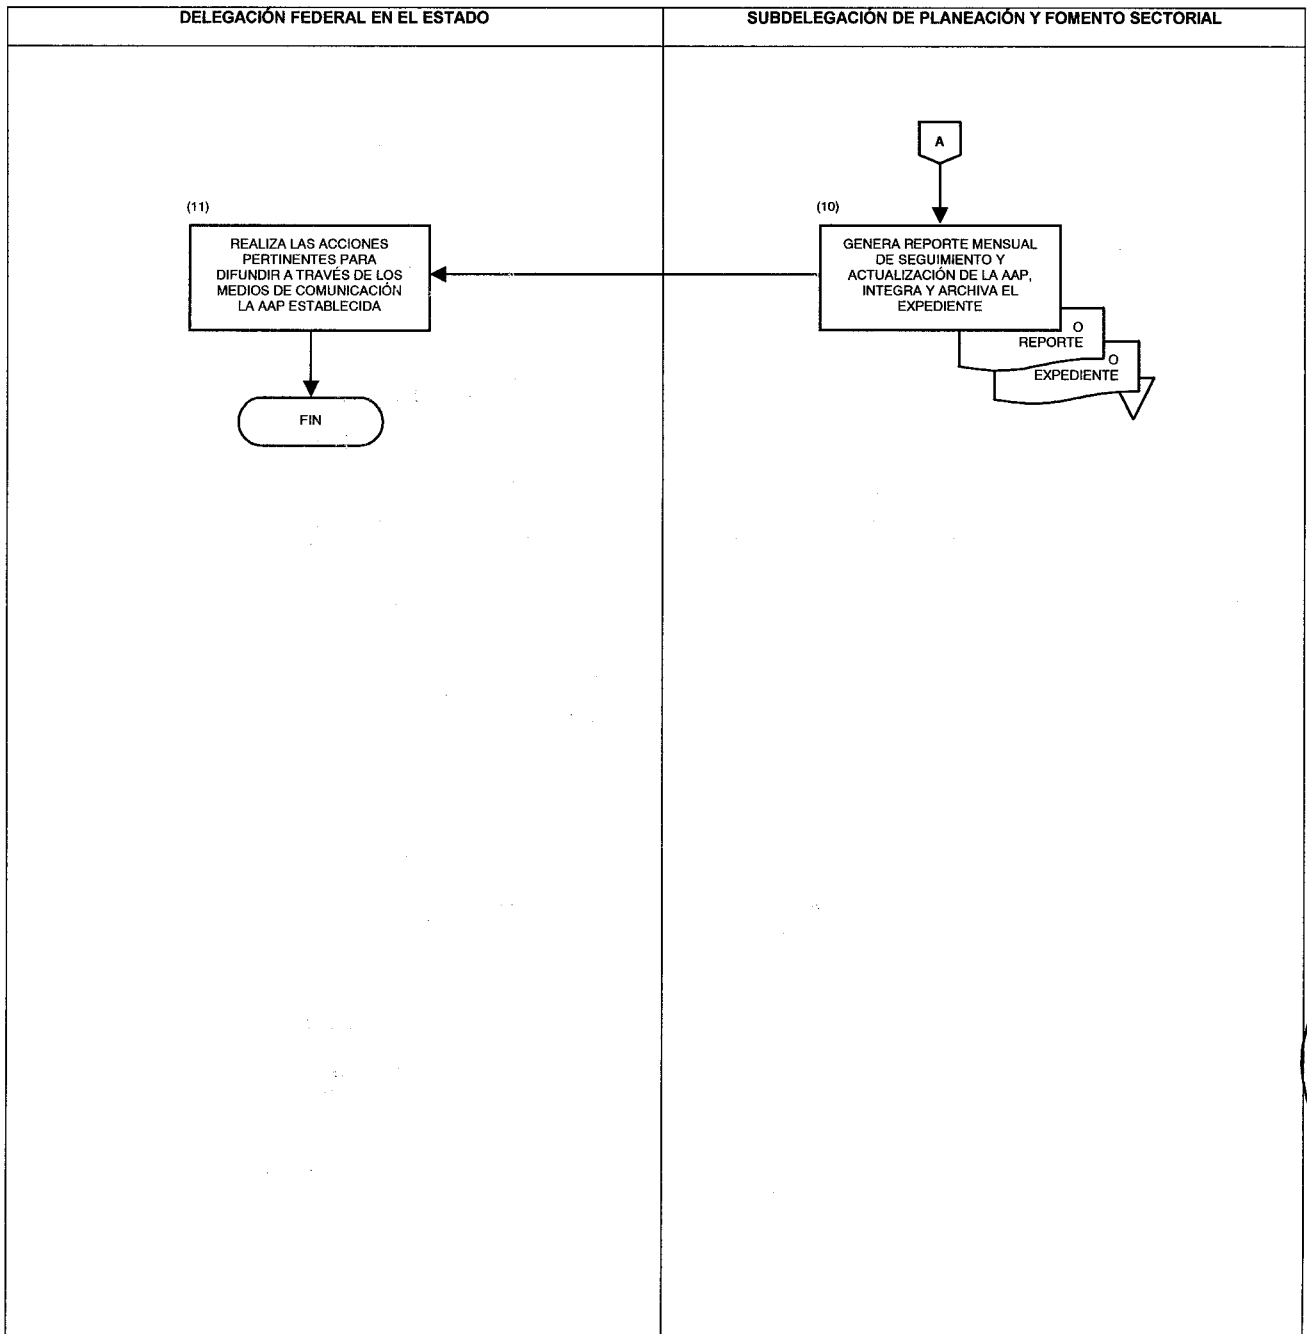 DELEGACIÓN FEDERAL EN EL ESTADO
SUBDELEGACIÓN DE PLANEACIÓN Y FOMENTO SECTORIAL
A
(10)
GENERA REPORTE MENSUAL
DE SEGUIMIENTO Y
ACTUALIZACIÓN DE LA AAP,
INTEGRA Y ARCHIVA EL
EXPEDIENTE
O
REPORTE
O
EXPEDIENTE
(11)
REALIZA LAS ACCIONES
PERTINENTES PARA
DIFUNDIR A TRAVÉS DE LOS
MEDIOS DE COMUNICACIÓN
LA AAP ESTABLECIDA
FIN